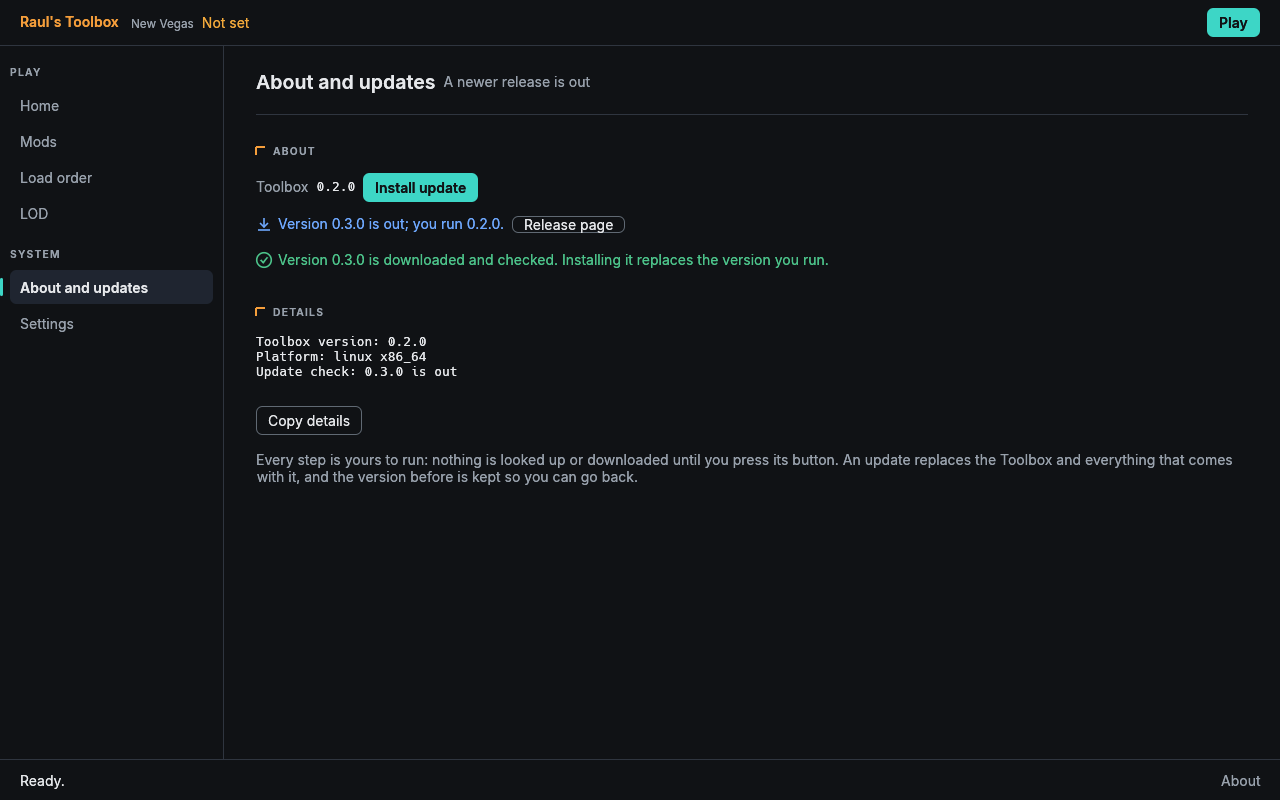 Raul's Toolbox New Vegas Not set Play
PLAY
Home
Mods
Load order
LOD
SYSTEM
About and updates
Settings
About and updates A newer release is out
ABOUT
Toolbox 0.2.0 Install update
Version 0.3.0 is out; you run 0.2.0. Release page
Version 0.3.0 is downloaded and checked. Installing it replaces the version you run.
DETAILS
Toolbox version: 0.2.0
Platform: linux x86_64
Update check: 0.3.0 is out
Copy details
Every step is yours to run: nothing is looked up or downloaded until you press its button. An update replaces the Toolbox and everything that comes
with it, and the version before is kept so you can go back.
Ready. About